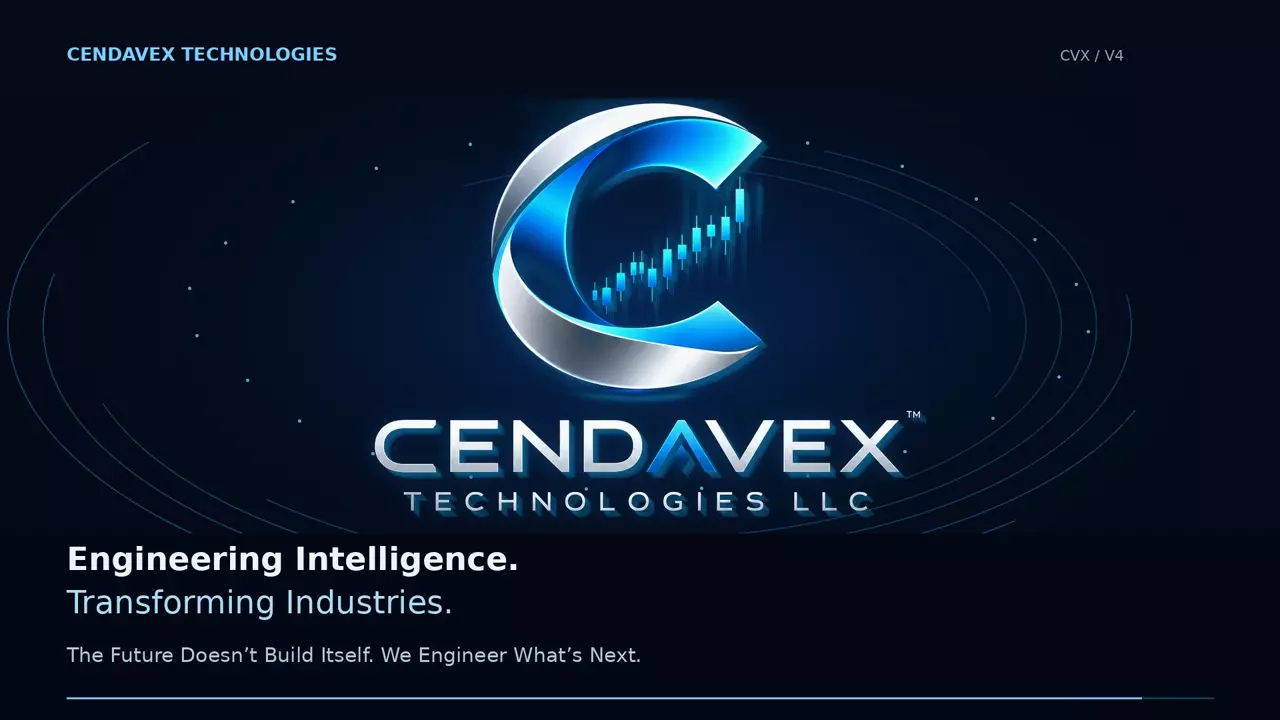 CENDAVEX TECHNOLOGIES
CVX / V4
CENDAVEX™
TECHNOLOGIES LLC
Engineering Intelligence.
Transforming Industries.
The Future Doesn’t Build Itself. We Engineer What’s Next.